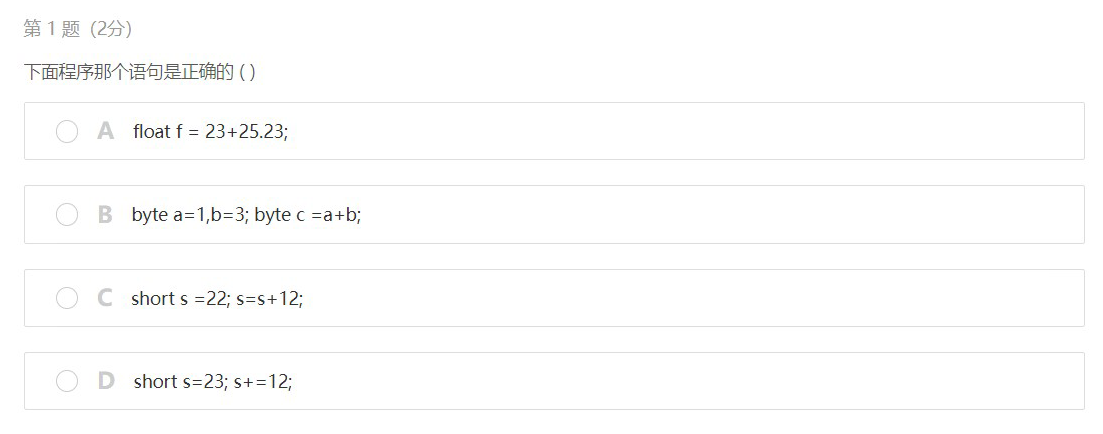 第 1 题  (2分)
下面程序那个语句是正确的 ( )
A float f = 23+25.23;
B byte a=1,b=3; byte c =a+b;
C short s =22; s=s+12;
D short s=23; s+=12;